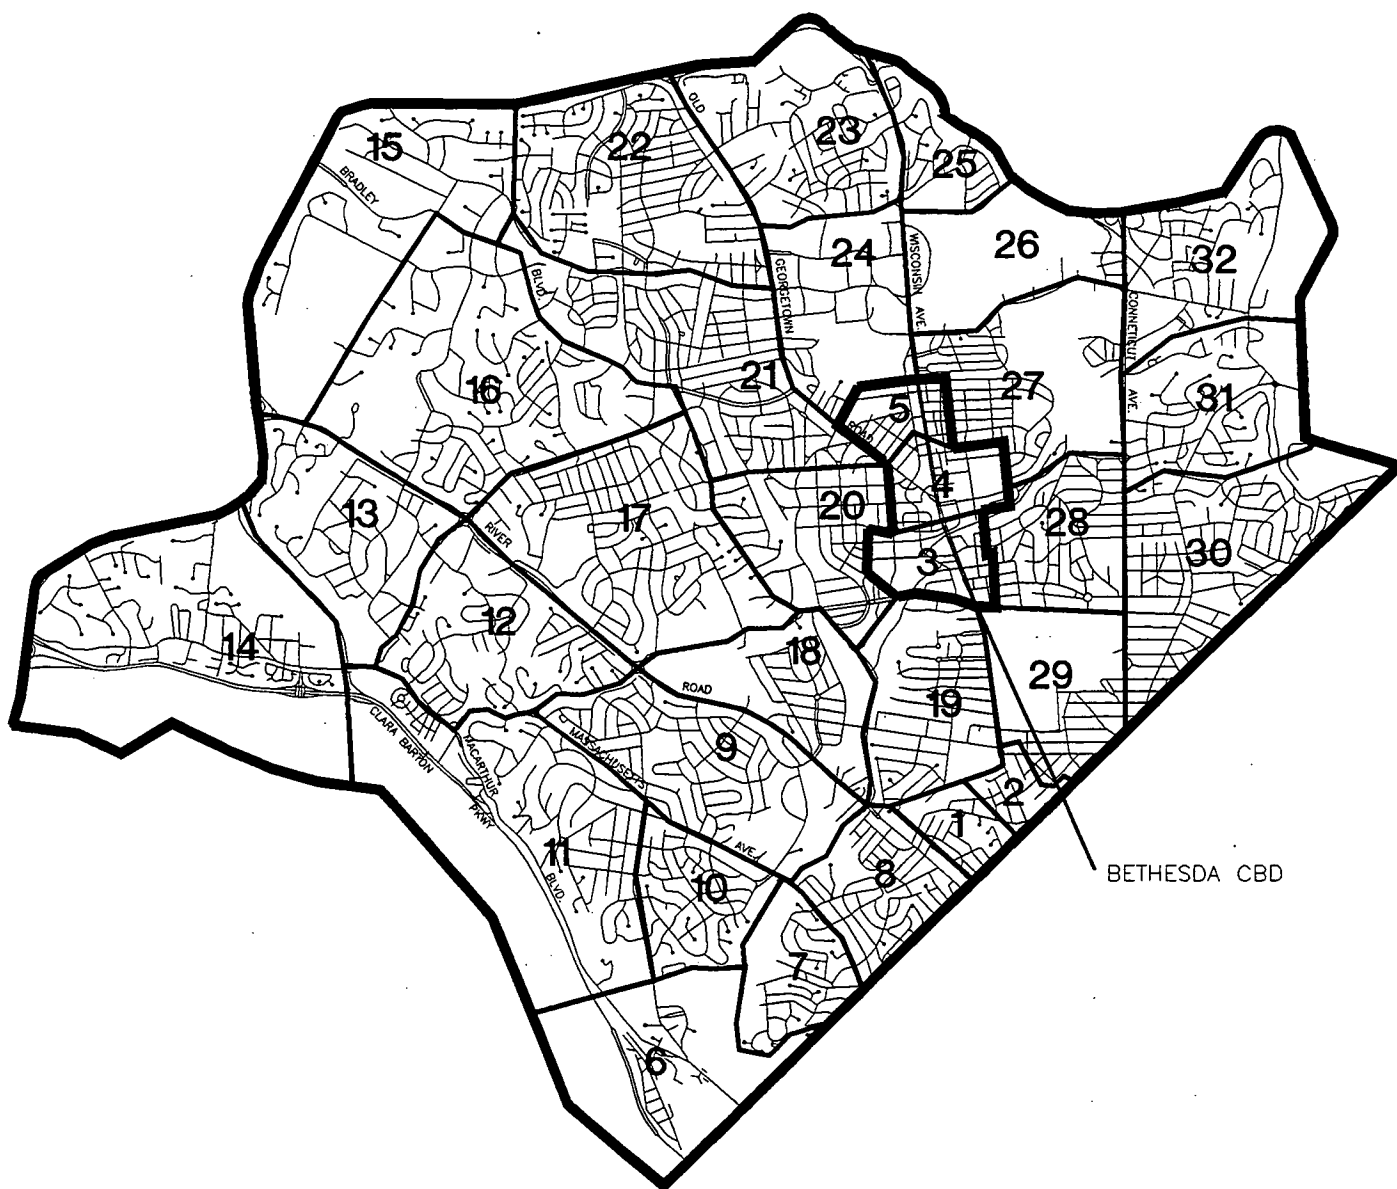 OLD
23
15
22
25
BRADLEY
24
WISCONSIN
26
32
BLVD.
GEORGETOWN
AVE.
CONNETICUT
16
21
27
AVE.
31
5
ROAD
4
13
17
20
28
RIVER
3
30
12
14
18
ROAD
29
19
CLARA BARTON
MACARTHUR
MASSACHUSETTS
9
PKWY
2
1
11
AVE.
BLVD.
10
8
BETHESDA CBD
7
6